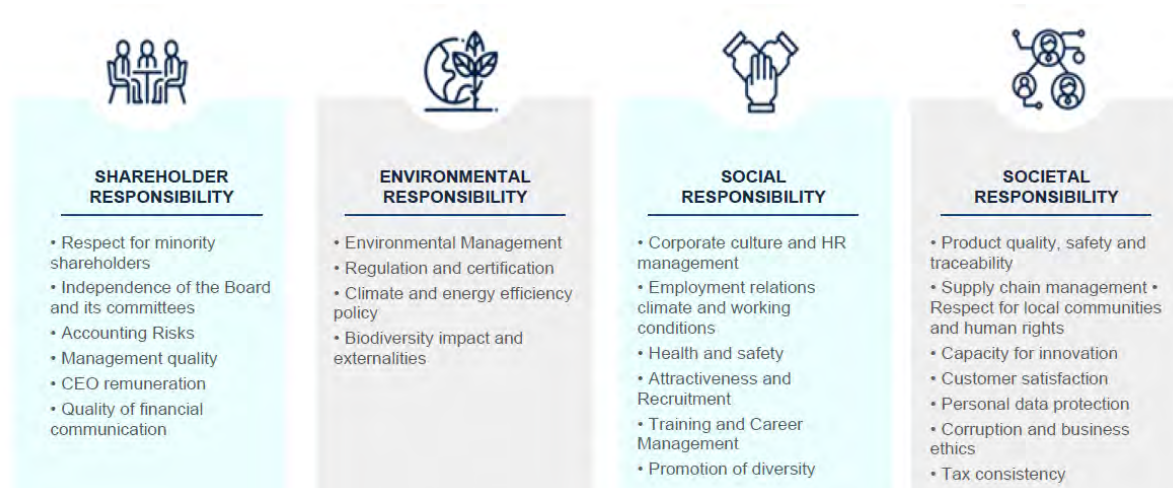 SHAREHOLDER
RESPONSIBILITY
• Respect for minority
shareholders
• Independence of the Board
and its committees
• Accounting Risks
• Management quality
• CEO remuneration
• Quality of financial
communication
ENVIRONMENTAL
RESPONSIBILITY
• Environmental Management
• Regulation and certification
• Climate and energy efficiency
policy
• Biodiversity impact and
externalities
SOCIAL
RESPONSIBILITY
• Corporate culture and HR
management
• Employment relations
climate and working
conditions
• Health and safety
• Attractiveness and
Recruitment
• Training and Career
Management
• Promotion of diversity
SOCIETAL
RESPONSIBILITY
• Product quality, safety and
traceability
• Supply chain management •
Respect for local communities
and human rights
• Capacity for innovation
• Customer satisfaction
• Personal data protection
• Corruption and business
ethics
• Tax consistency